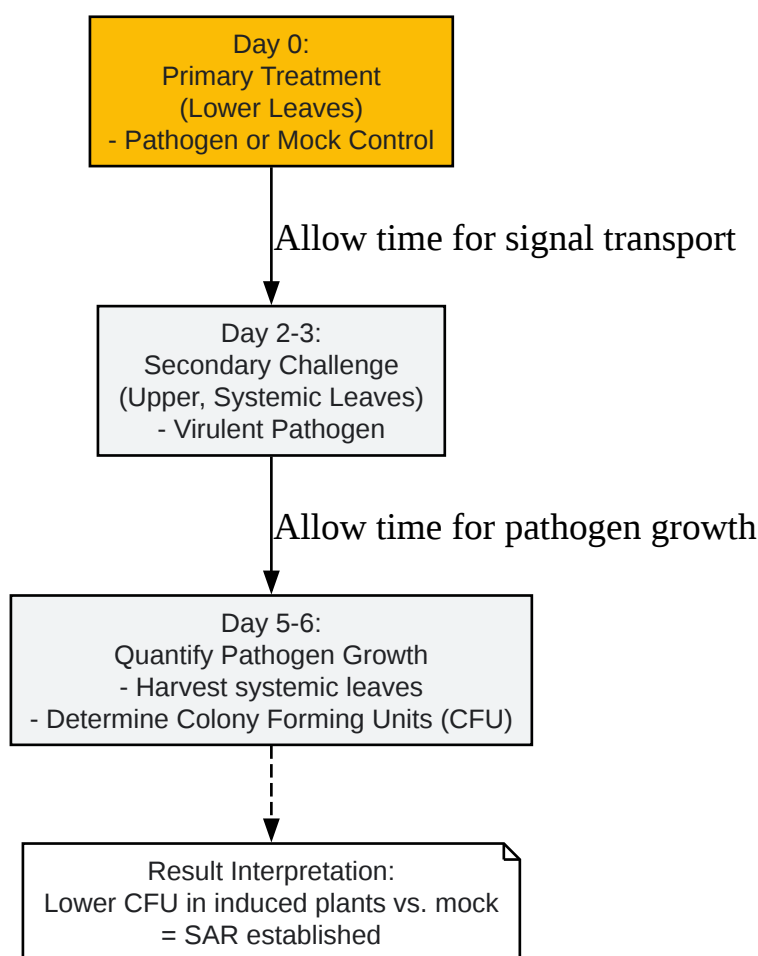 Day 0:
Primary Treatment
(Lower Leaves)
- Pathogen or Mock Control
Allow time for signal transport
Day 2-3:
Secondary Challenge
(Upper, Systemic Leaves)
- Virulent Pathogen
Allow time for pathogen growth
Day 5-6:
Quantify Pathogen Growth
- Harvest systemic leaves
- Determine Colony Forming Units (CFU)
Result Interpretation:
Lower CFU in induced plants vs. mock
= SAR established